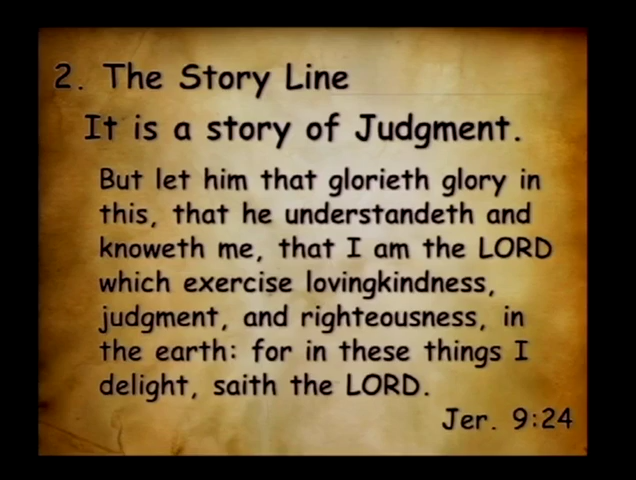 2. The Story Line
It is a story of Judgment.
But let him that glorieth glory in
this, that he understandeth and
knoweth me, that I am the LORD
which exercise lovingkindness,
judgment, and righteousness, in
the earth: for in these things I
delight, saith the LORD.
Jer. 9:24